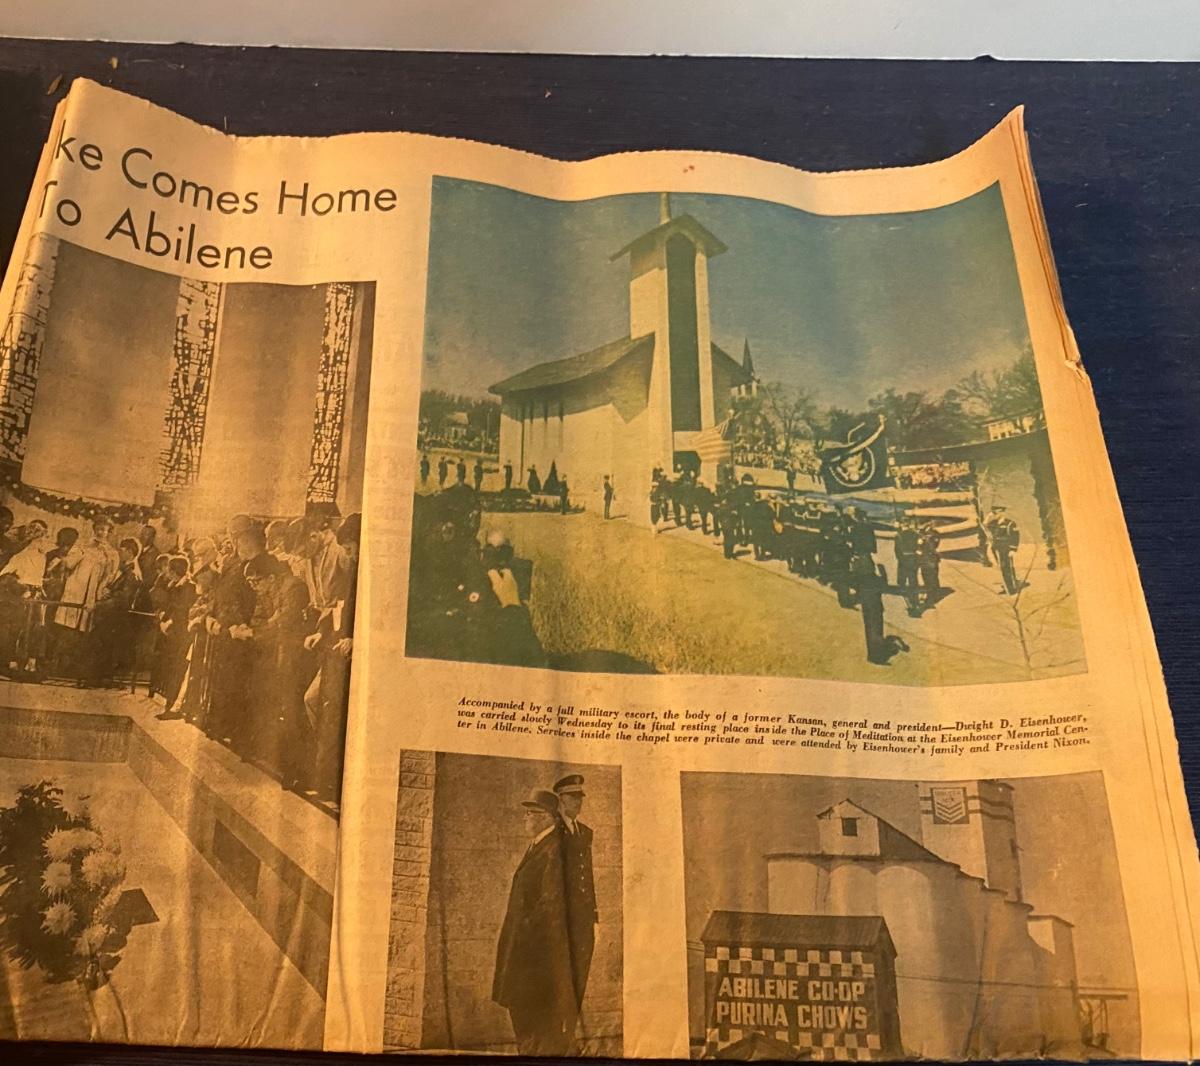 ke Comes Home
To Abilene
Accompanied by a full military escort, the body of a former Kansan, general and president—Dwight D. Eisenhower,
was carried slowly Wednesday to its final resting place inside the Place of Meditation at the Eisenhower Memorial Cen-
ter in Abilene. Services inside the chapel were private and were attended by Eisenhower's family and President Nixon.
ABILENE CO-OP
PURINA CHOWS